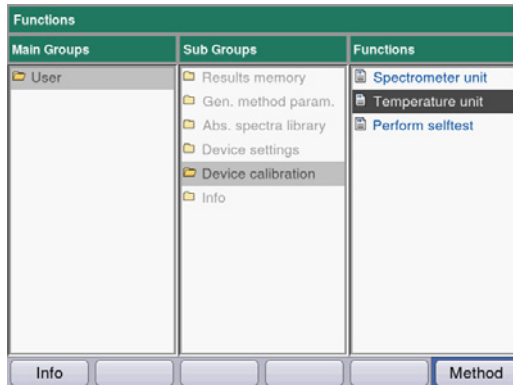 Functions
Main Groups
Sub Groups
Functions
User
Results memory
Gen. method param.
Abs. spectra library
Device settings
Device calibration
Info
Spectrometer unit
Temperature unit
Perform selftest
Info
Method